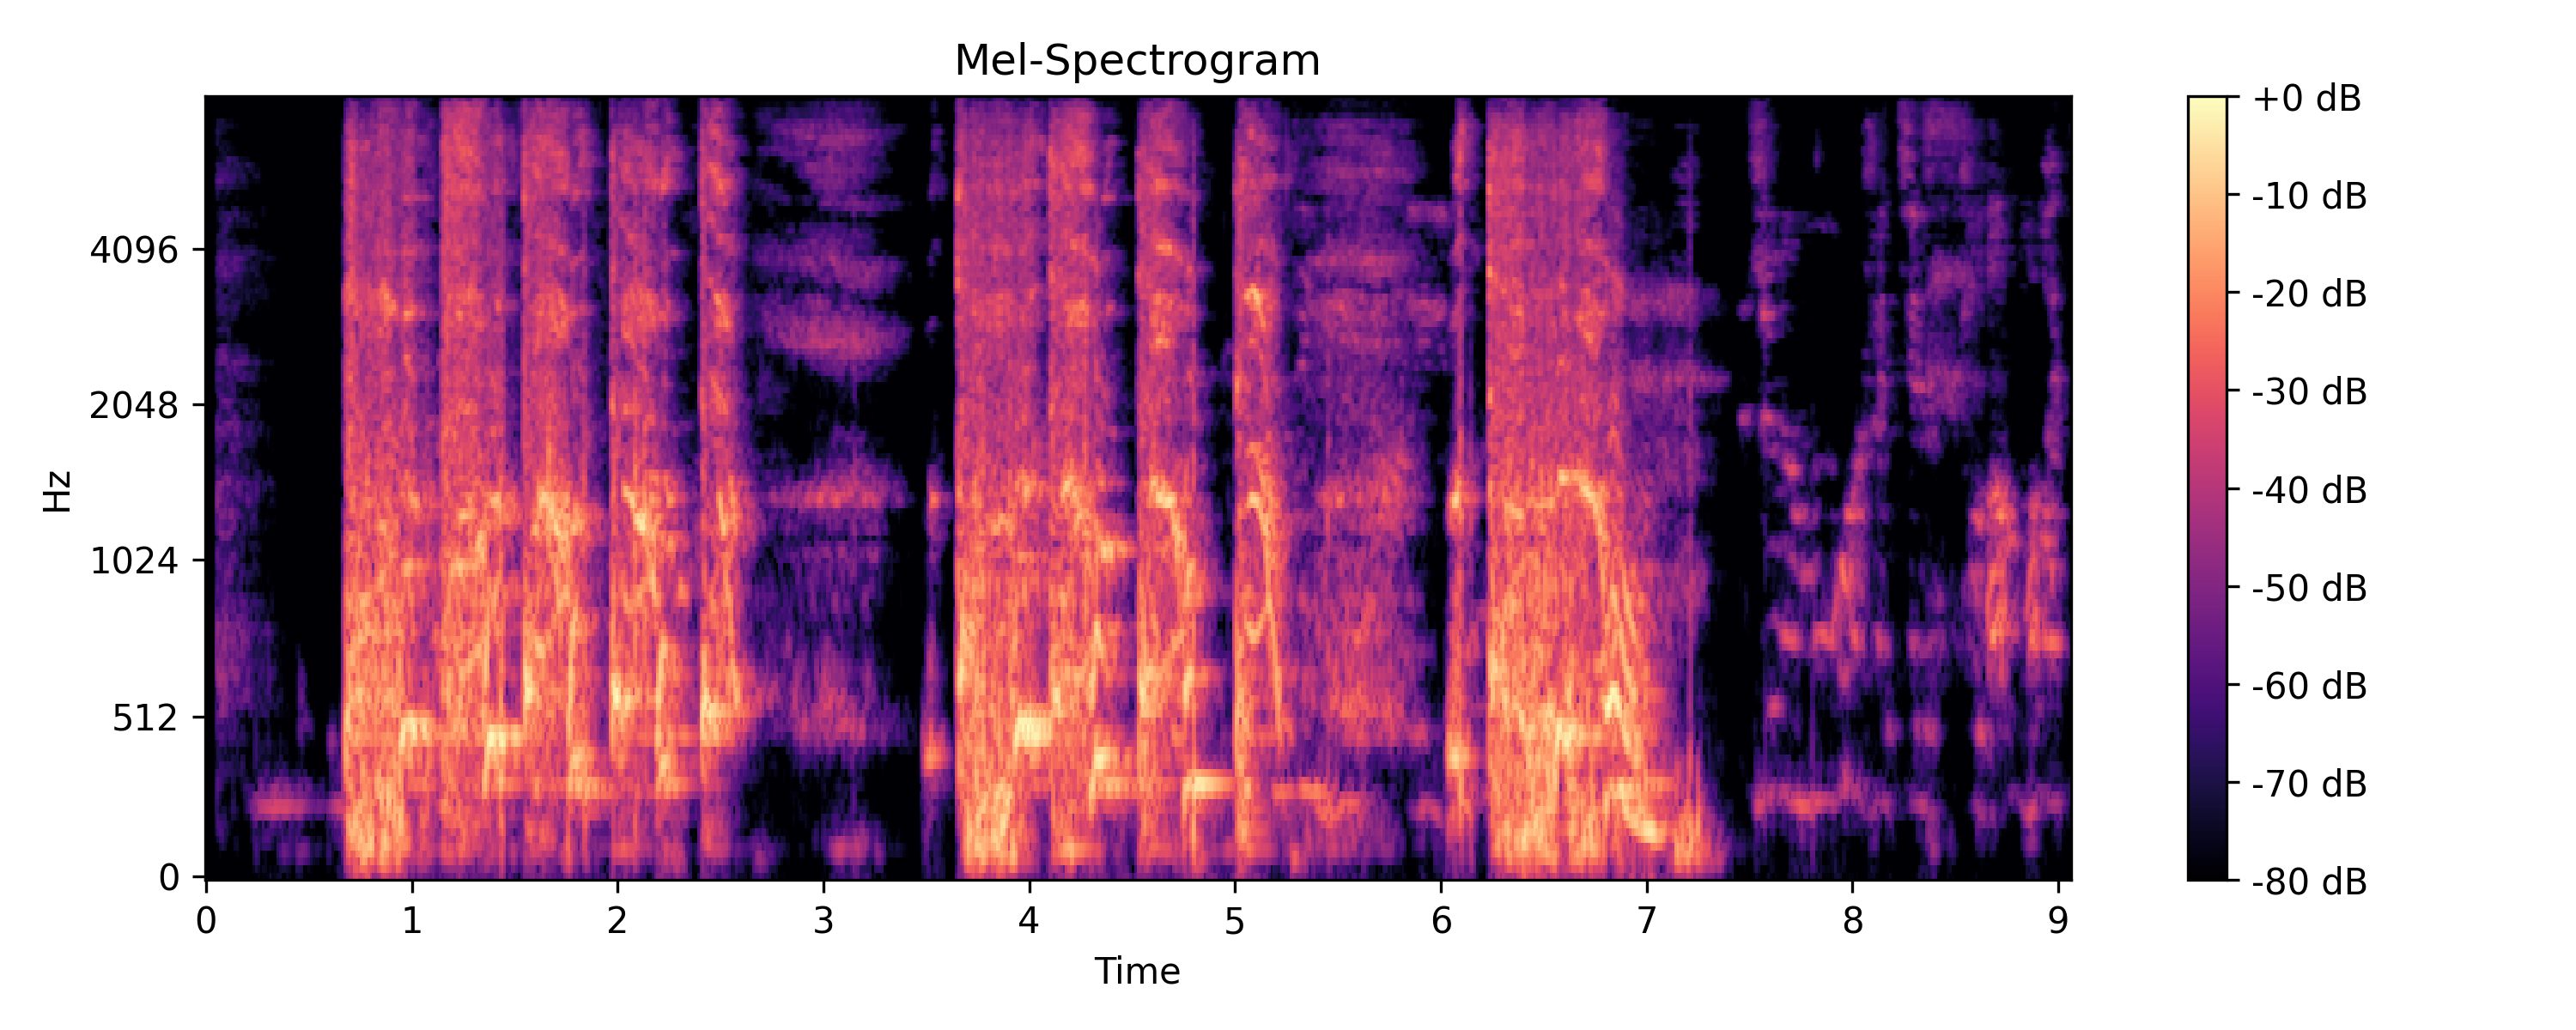 Mel-Spectrogram
Hz
4096
2048
1024
512
0
0 1 2 3 4 5 6 7 8 9
Time
+0 dB
-10 dB
-20 dB
-30 dB
-40 dB
-50 dB
-60 dB
-70 dB
-80 dB